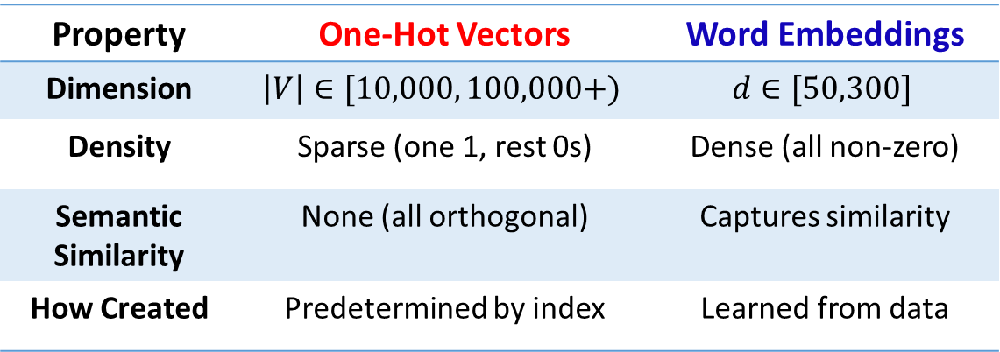 Property One-Hot Vectors Word Embeddings
Dimension |𝑉| ∈ [10,000, 100,000+) 𝑑 ∈ [50,300]
Density Sparse (one 1, rest 0s) Dense (all non-zero)
Semantic None (all orthogonal) Captures similarity
Similarity
How Created Predetermined by index Learned from data